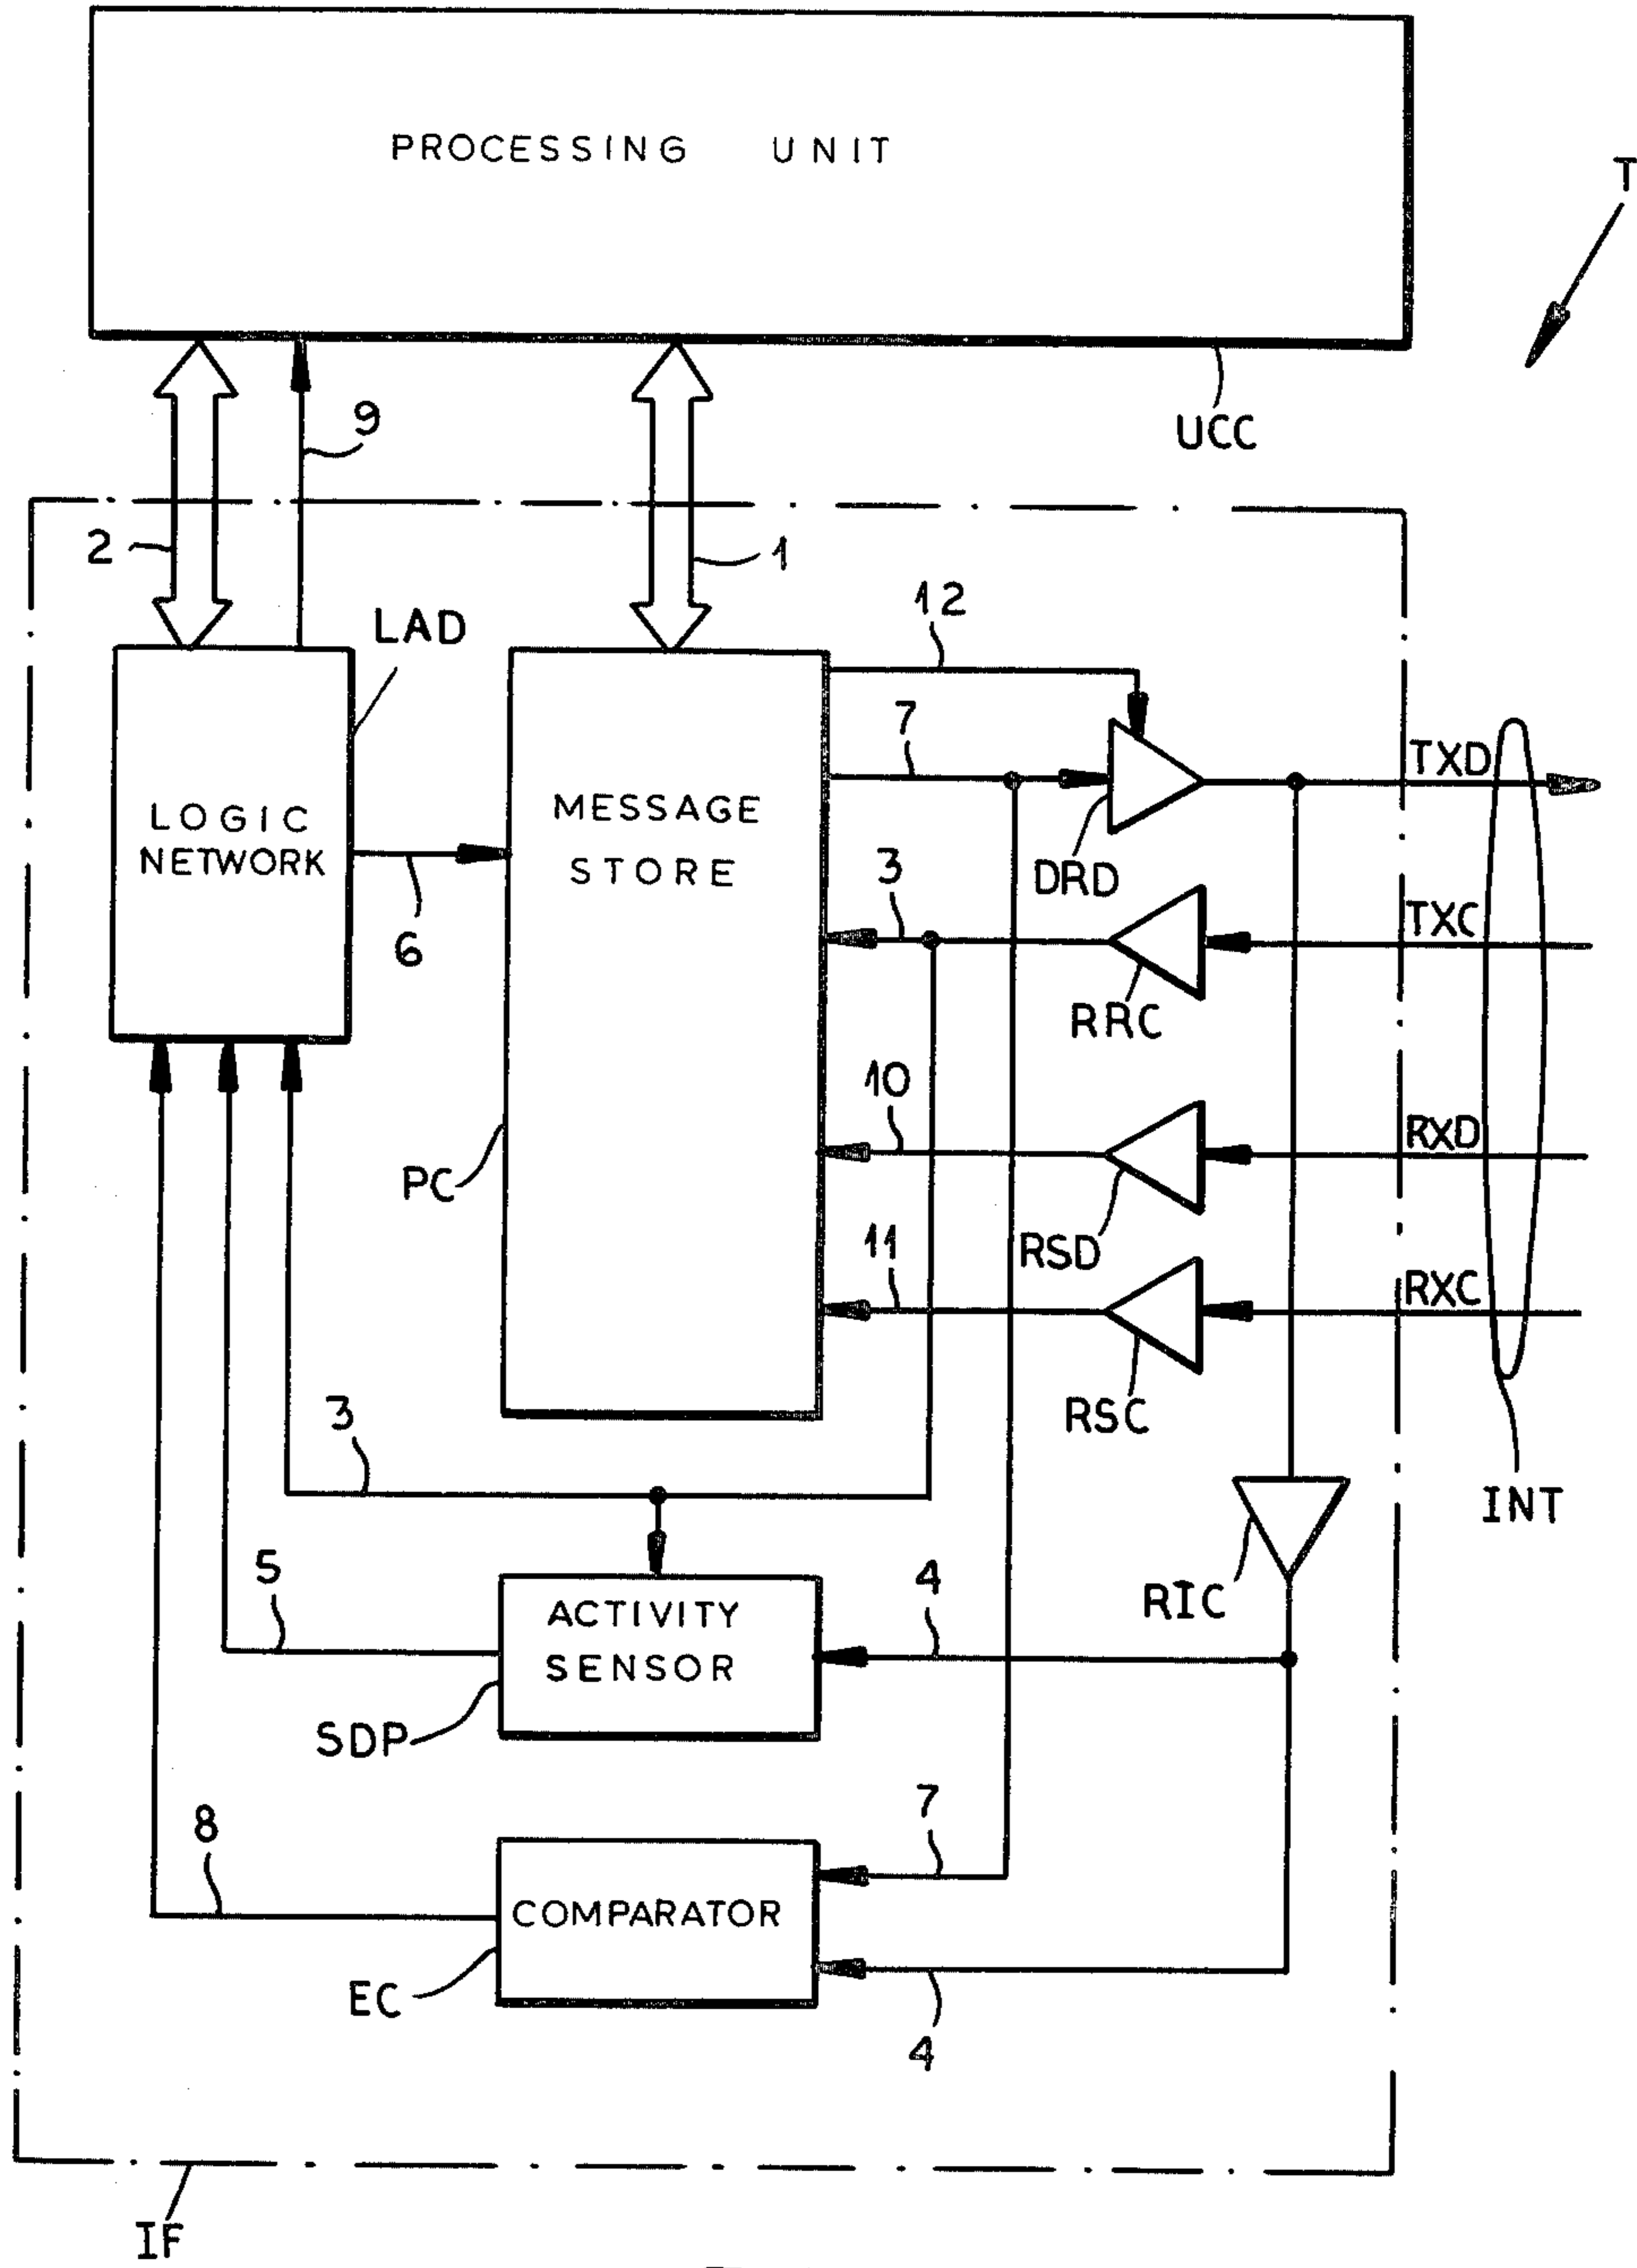 PROCESSING UNIT
T
UCC
9
2
1
LAD
12
7
TXD
LOGIC
NETWORK
MESSAGE
STORE
DRD
3
TXC
6
RRC
10
RXD
PC
RSD
11
RXC
RSC
3
INT
5
4
RIC
ACTIVITY
SENSOR
SDP
7
8
COMPARATOR
EC
4
IF